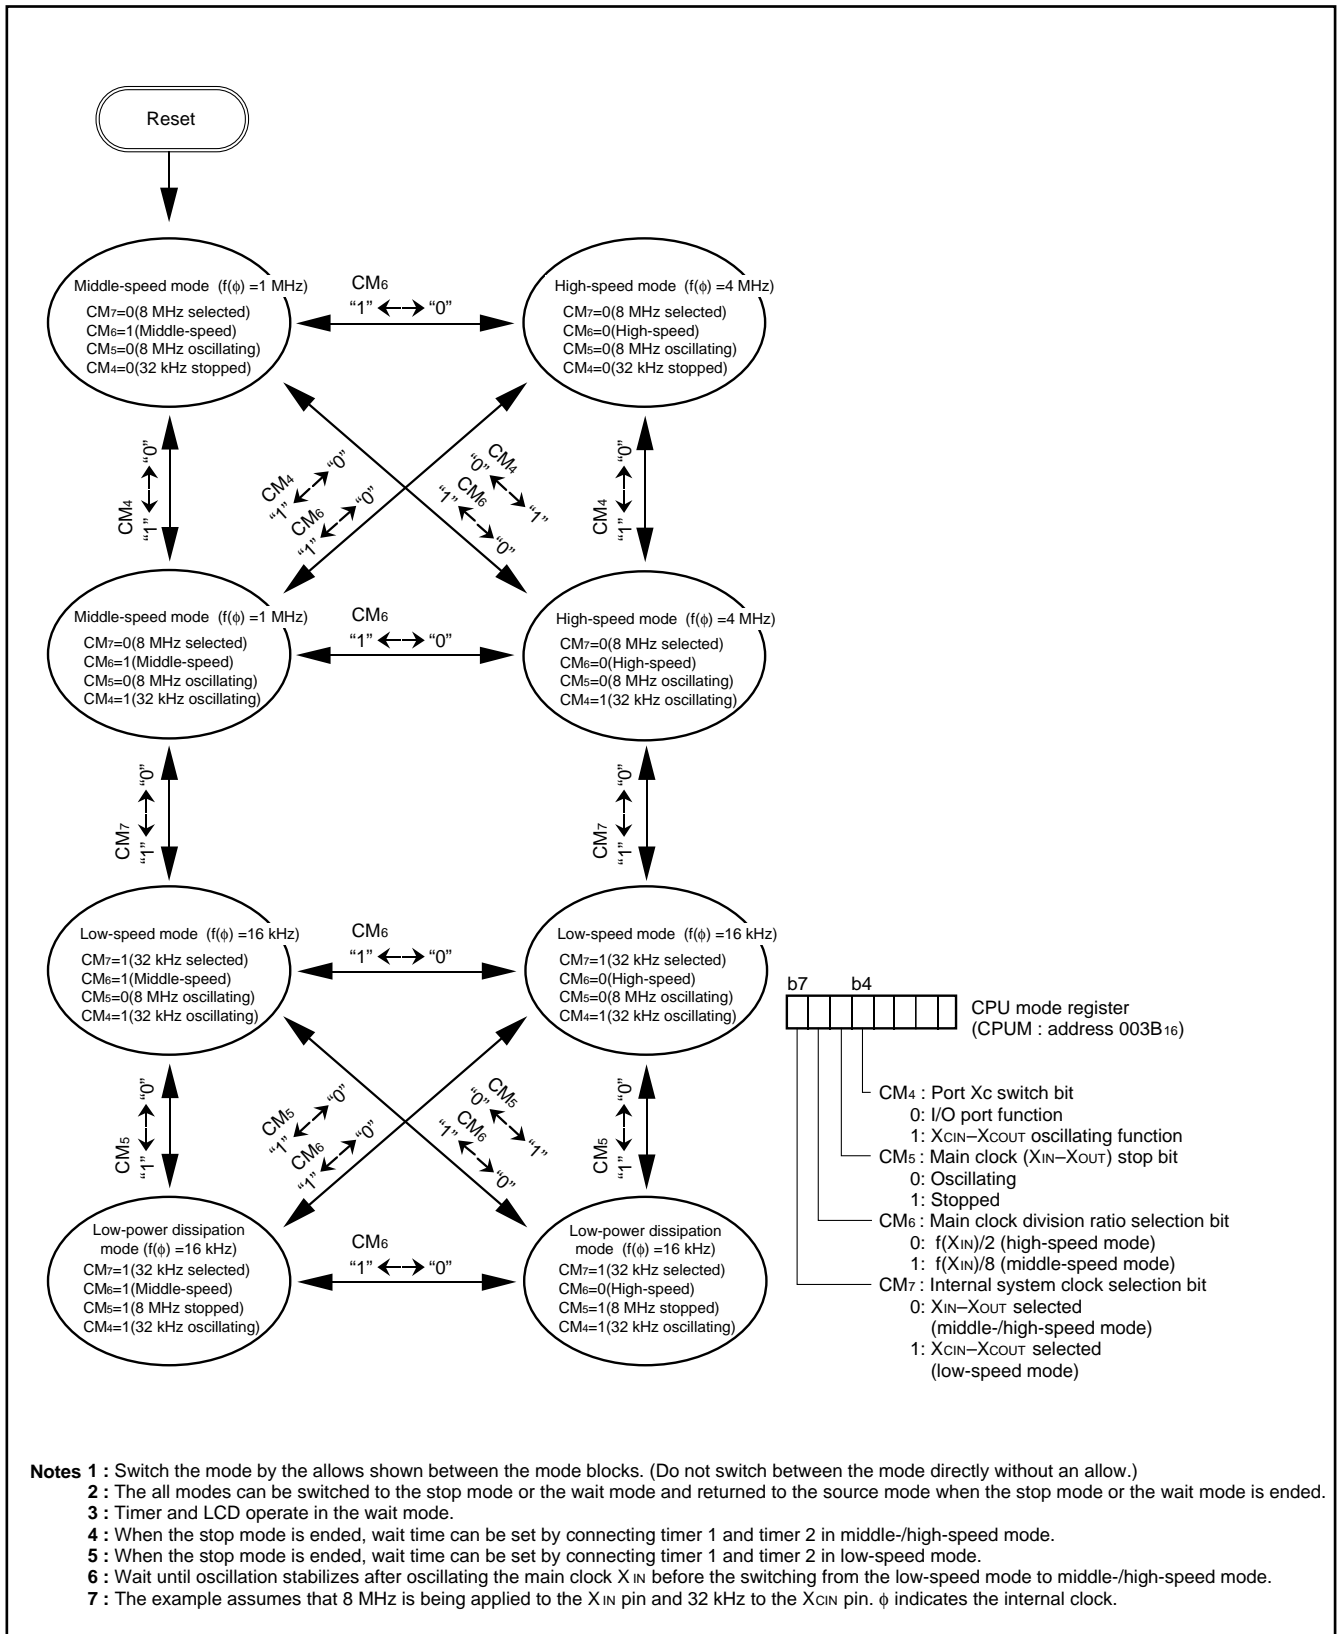 Reset
Middle-speed mode (f(ϕ) =1 MHz)
CM7=0(8 MHz selected)
CM6=1(Middle-speed)
CM5=0(8 MHz oscillating)
CM4=0(32 kHz stopped)
CM6
“1” ←→ “0”
High-speed mode (f(ϕ) =4 MHz)
CM7=0(8 MHz selected)
CM6=0(High-speed)
CM5=0(8 MHz oscillating)
CM4=0(32 kHz stopped)
CM4
“1” ←→ “0”
CM4
“1” ←→ “0”
CM6
“1” ←→ “0”
CM4
“0” ←→ “1”
CM6
“1” ←→ “0”
CM4
“1” ←→ “0”
Middle-speed mode (f(ϕ) =1 MHz)
CM7=0(8 MHz selected)
CM6=1(Middle-speed)
CM5=0(8 MHz oscillating)
CM4=1(32 kHz oscillating)
CM6
“1” ←→ “0”
High-speed mode (f(ϕ) =4 MHz)
CM7=0(8 MHz selected)
CM6=0(High-speed)
CM5=0(8 MHz oscillating)
CM4=1(32 kHz oscillating)
CM7
“1” ←→ “0”
CM7
“1” ←→ “0”
Low-speed mode (f(ϕ) =16 kHz)
CM7=1(32 kHz selected)
CM6=1(Middle-speed)
CM5=0(8 MHz oscillating)
CM4=1(32 kHz oscillating)
CM6
“1” ←→ “0”
Low-speed mode (f(ϕ) =16 kHz)
CM7=1(32 kHz selected)
CM6=0(High-speed)
CM5=0(8 MHz oscillating)
CM4=1(32 kHz oscillating)
CM5
“1” ←→ “0”
CM5
“1” ←→ “0”
CM6
“1” ←→ “0”
CM5
“0” ←→ “1”
CM6
“1” ←→ “0”
CM5
“1” ←→ “0”
Low-power dissipation
mode (f(ϕ) =16 kHz)
CM7=1(32 kHz selected)
CM6=1(Middle-speed)
CM5=1(8 MHz stopped)
CM4=1(32 kHz oscillating)
CM6
“1” ←→ “0”
Low-power dissipation
mode (f(ϕ) =16 kHz)
CM7=1(32 kHz selected)
CM6=0(High-speed)
CM5=1(8 MHz stopped)
CM4=1(32 kHz oscillating)
b7 b4
CPU mode register
(CPUM : address 003B16)
CM4 : Port Xc switch bit
0: I/O port function
1: XCIN–XCOUT oscillating function
CM5 : Main clock (XIN–XOUT) stop bit
0: Oscillating
1: Stopped
CM6 : Main clock division ratio selection bit
0: f(XIN)/2 (high-speed mode)
1: f(XIN)/8 (middle-speed mode)
CM7 : Internal system clock selection bit
0: XIN–XOUT selected
(middle-/high-speed mode)
1: XCIN–XCOUT selected
(low-speed mode)
Notes 1 : Switch the mode by the allows shown between the mode blocks. (Do not switch between the mode directly without an allow.)
2 : The all modes can be switched to the stop mode or the wait mode and returned to the source mode when the stop mode or the wait mode is ended.
3 : Timer and LCD operate in the wait mode.
4 : When the stop mode is ended, wait time can be set by connecting timer 1 and timer 2 in middle-/high-speed mode.
5 : When the stop mode is ended, wait time can be set by connecting timer 1 and timer 2 in low-speed mode.
6 : Wait until oscillation stabilizes after oscillating the main clock XIN before the switching from the low-speed mode to middle-/high-speed mode.
7 : The example assumes that 8 MHz is being applied to the XIN pin and 32 kHz to the XCIN pin. ϕ indicates the internal clock.